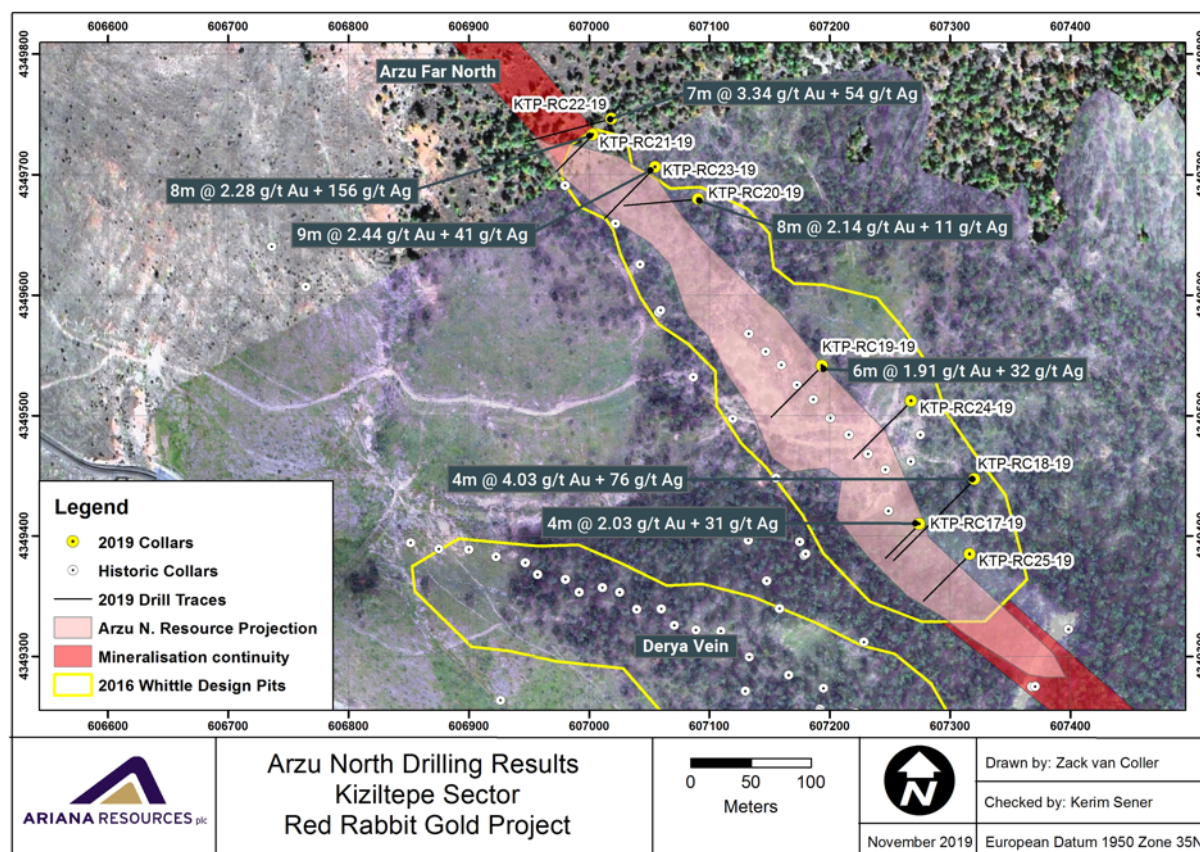 606600 606700 606800 606900 607000 607100 607200 607300 607400
4349800
4349700
4349600
4349500
4349400
4349300
Arzu Far North
7m @ 3.34 g/t Au + 54 g/t Ag
KTP-RC22-19
KTP-RC21-19
KTP-RC23-19
8m @ 2.28 g/t Au + 156 g/t Ag
KTP-RC20-19
9m @ 2.44 g/t Au + 41 g/t Ag
8m @ 2.14 g/t Au + 11 g/t Ag
KTP-RC19-19
6m @ 1.91 g/t Au + 32 g/t Ag
KTP-RC24-19
KTP-RC18-19
4m @ 4.03 g/t Au + 76 g/t Ag
4m @ 2.03 g/t Au + 31 g/t Ag
KTP-RC17-19
KTP-RC25-19
Derya Vein
Legend
2019 Collars
Historic Collars
2019 Drill Traces
Arzu N. Resource Projection
Mineralisation continuity
2016 Whittle Design Pits
606600 606700 606800 606900 607000 607100 607200 607300 607400
ARIANA RESOURCES plc
Arzu North Drilling Results
Kiziltepe Sector
Red Rabbit Gold Project
0 50 100
Meters
N
November 2019
Drawn by: Zack van Coller
Checked by: Kerim Sener
European Datum 1950 Zone 35N